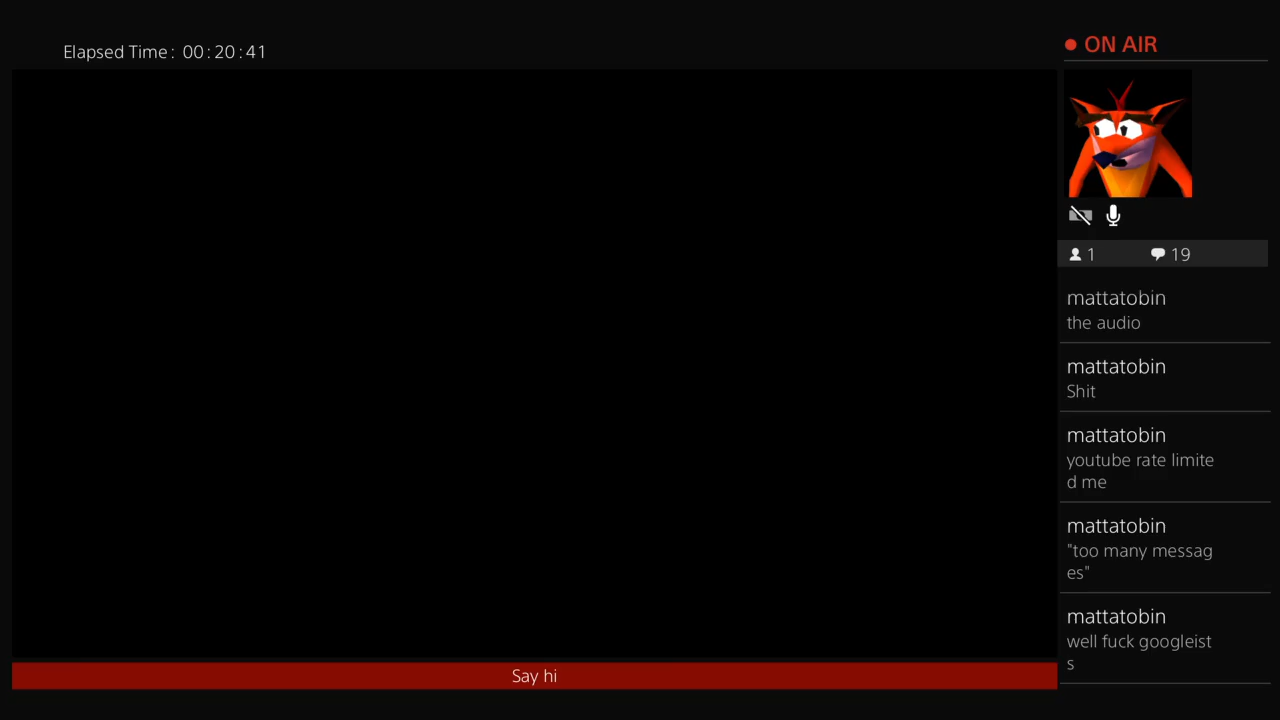 Elapsed Time: 00:20:41
ON AIR
1 19
mattatobin
the audio
mattatobin
Shit
mattatobin
youtube rate limite
d me
mattatobin
"too many messag
es"
mattatobin
well fuck googleist
s
Say hi